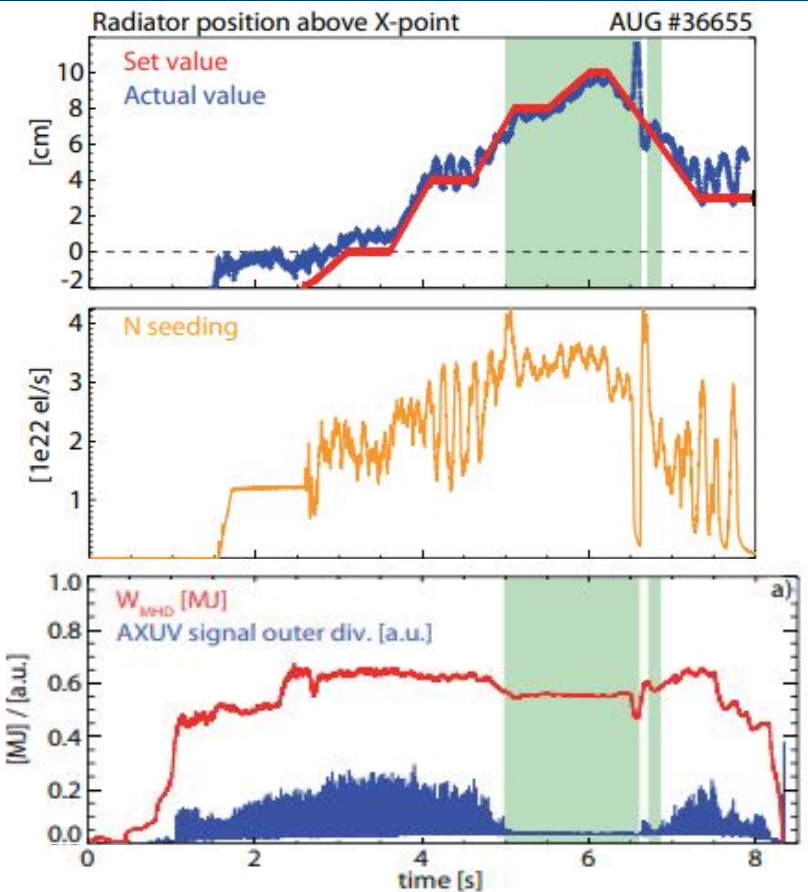 Radiator position above X-point AUG #36655
Set value
Actual value
[cm]
10
8
6
4
2
0
-2
N seeding
[1e22 el/s]
4
3
2
1
a)
W_MHD [MJ]
AXUV signal outer div. [a.u.]
[MJ] / [a.u.]
1.0
0.8
0.6
0.4
0.2
0.0
0 2 4 6 8
time [s]